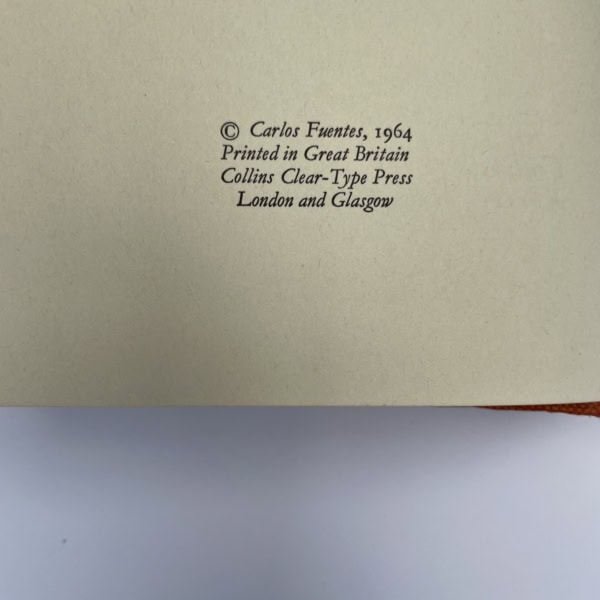 © Carlos Fuentes, 1964
Printed in Great Britain
Collins Clear-Type Press
London and Glasgow